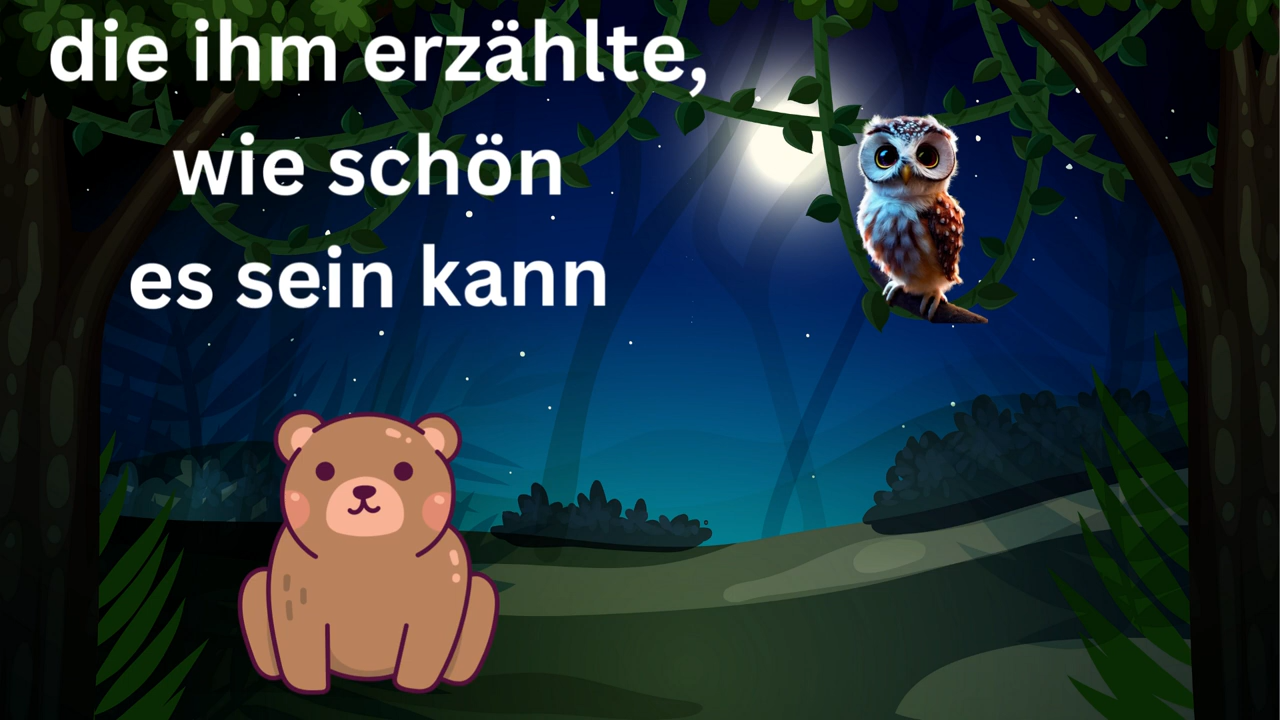 die ihm erzählte,
wie schön
es sein kann